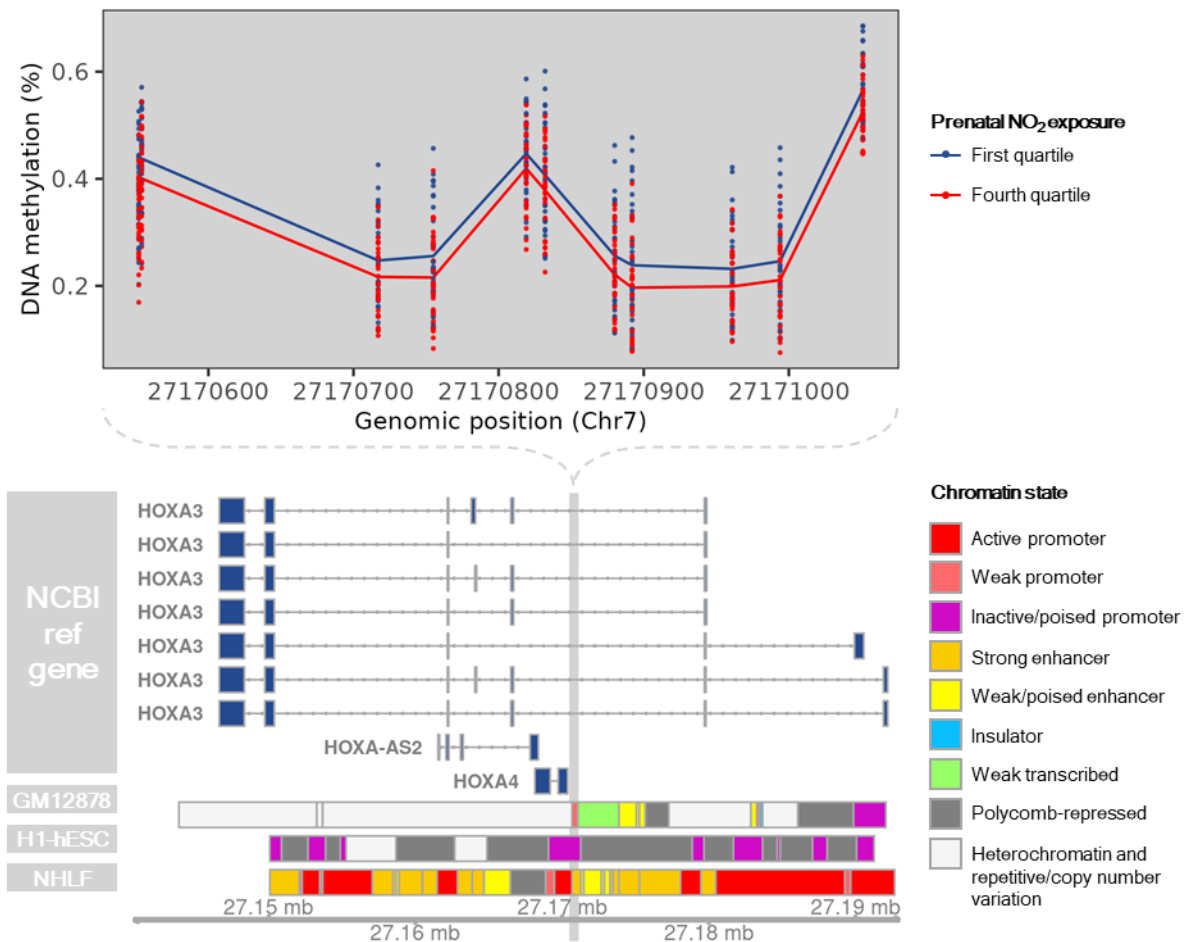 DNA methylation (%)
0.6
0.4
0.2
27170600 27170700 27170800 27170900 27171000
Genomic position (Chr7)
Prenatal NO₂ exposure
First quartile
Fourth quartile
NCBI
ref
gene
HOXA3
HOXA3
HOXA3
HOXA3
HOXA3
HOXA3
HOXA3
HOXA-AS2
HOXA4
GM12878
H1-hESC
NHLF
27.15 mb 27.17 mb 27.19 mb
27.16 mb 27.18 mb
Chromatin state
Active promoter
Weak promoter
Inactive/poised promoter
Strong enhancer
Weak/poised enhancer
Insulator
Weak transcribed
Polycomb-repressed
Heterochromatin and
repetitive/copy number
variation